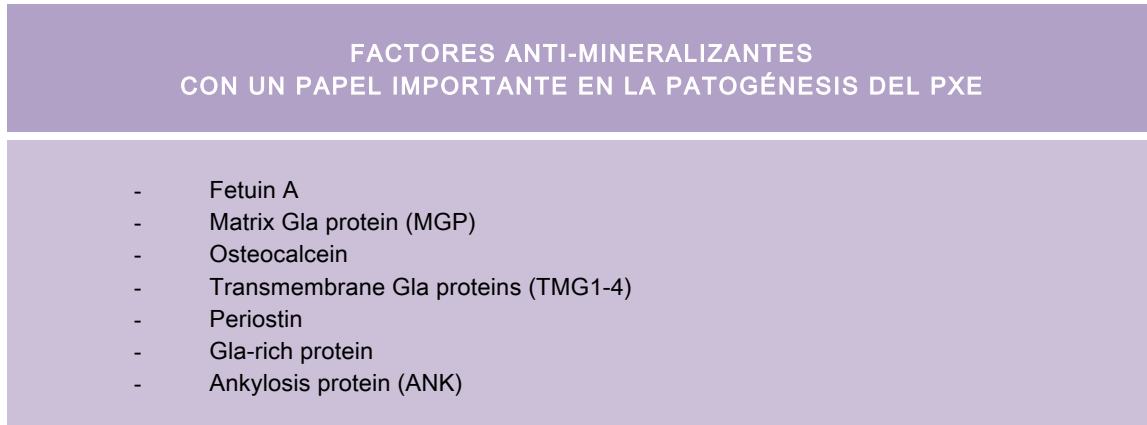 FACTORES ANTI-MINERALIZANTES
CON UN PAPEL IMPORTANTE EN LA PATOGÉNESIS DEL PXE
- Fetuin A
- Matrix Gla protein (MGP)
- Osteocalcein
- Transmembrane Gla proteins (TMG1-4)
- Periostin
- Gla-rich protein
- Ankylosis protein (ANK)